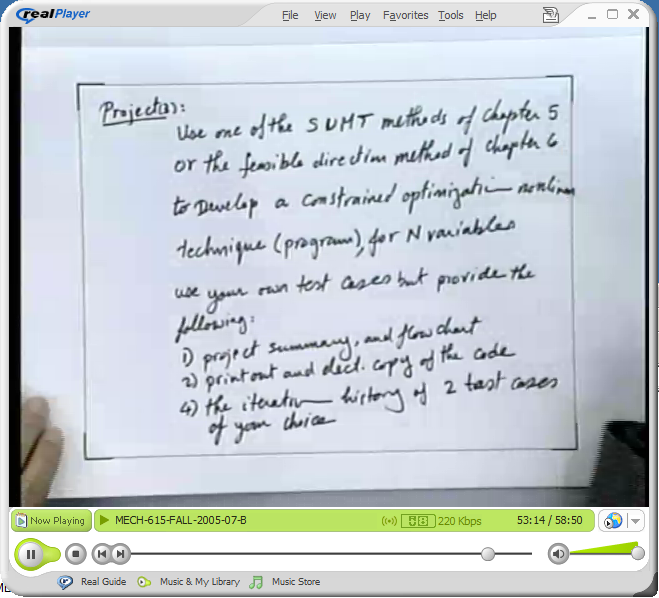 realPlayer
File View Play Favorites Tools Help
Project(3):
Use one of the SUMT methods of chapter 5
or the feasible direction method of chapter 6
to Develop a constrained optimization nonlinear
technique (program), for N variables
use your own test cases but provide the
following:
1) project summary, and flow chart
2) print out and elect. copy of the code
4) the iteration history of 2 test cases
of your choice
Now Playing MECH-615-FALL-2005-07-B 220 Kbps 53:14 / 58:50
Real Guide Music & My Library Music Store